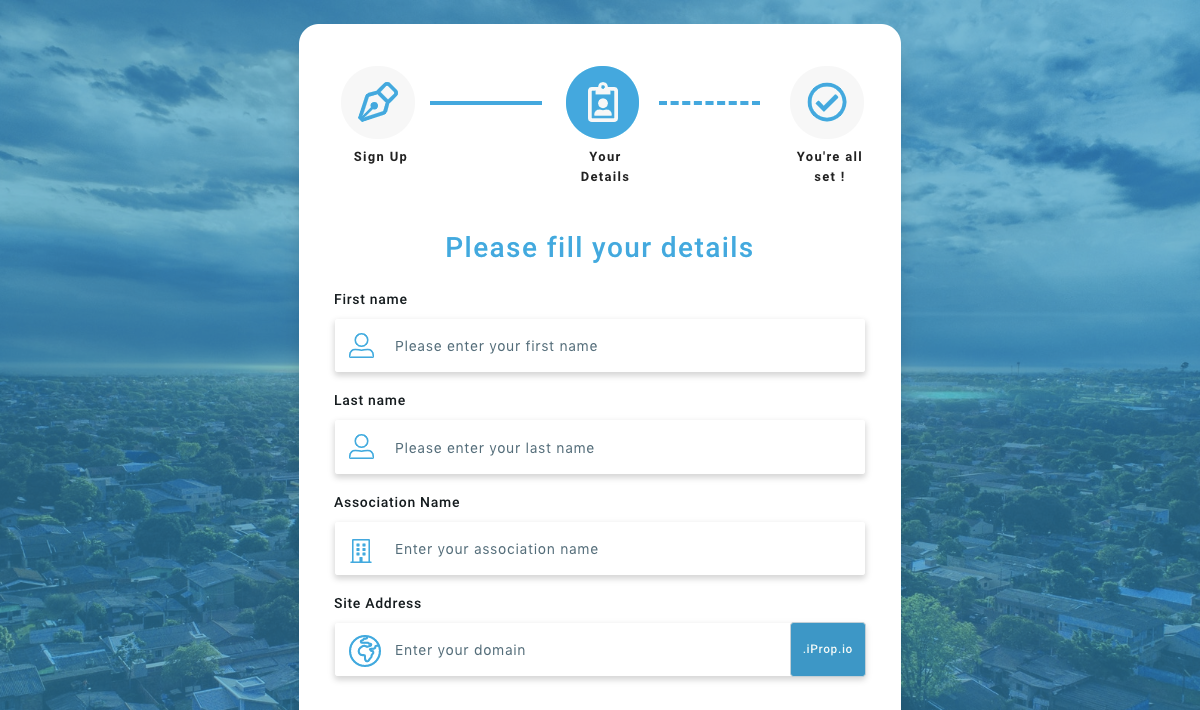 Sign Up
Your
Details
You're all
set !
Please fill your details
First name
Please enter your first name
Last name
Please enter your last name
Association Name
Enter your association name
Site Address
Enter your domain
.iProp.io